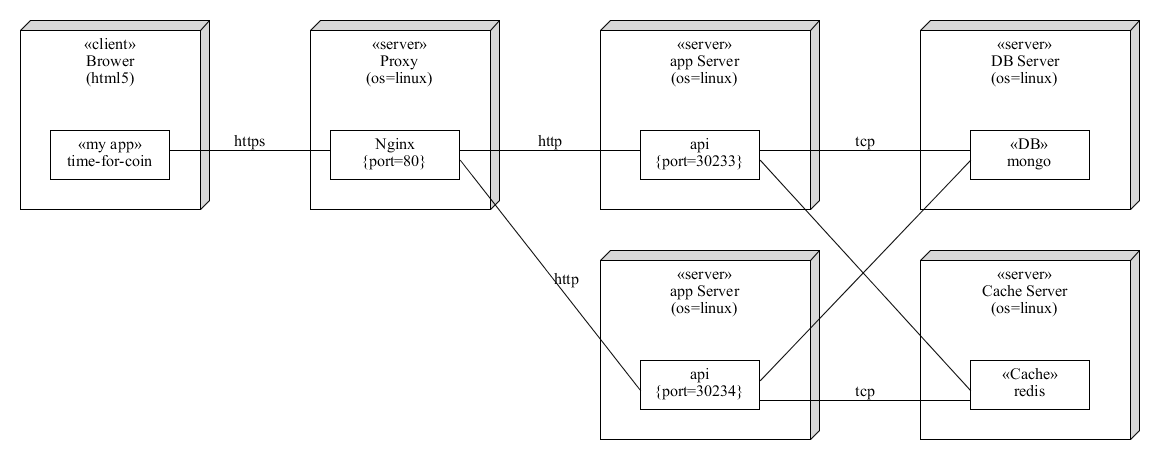 «client»
Brower
(html5)
«my app»
time-for-coin
https
«server»
Proxy
(os=linux)
Nginx
{port=80}
http
http
«server»
app Server
(os=linux)
api
{port=30233}
tcp
«server»
DB Server
(os=linux)
«DB»
mongo
«server»
app Server
(os=linux)
api
{port=30234}
tcp
«server»
Cache Server
(os=linux)
«Cache»
redis